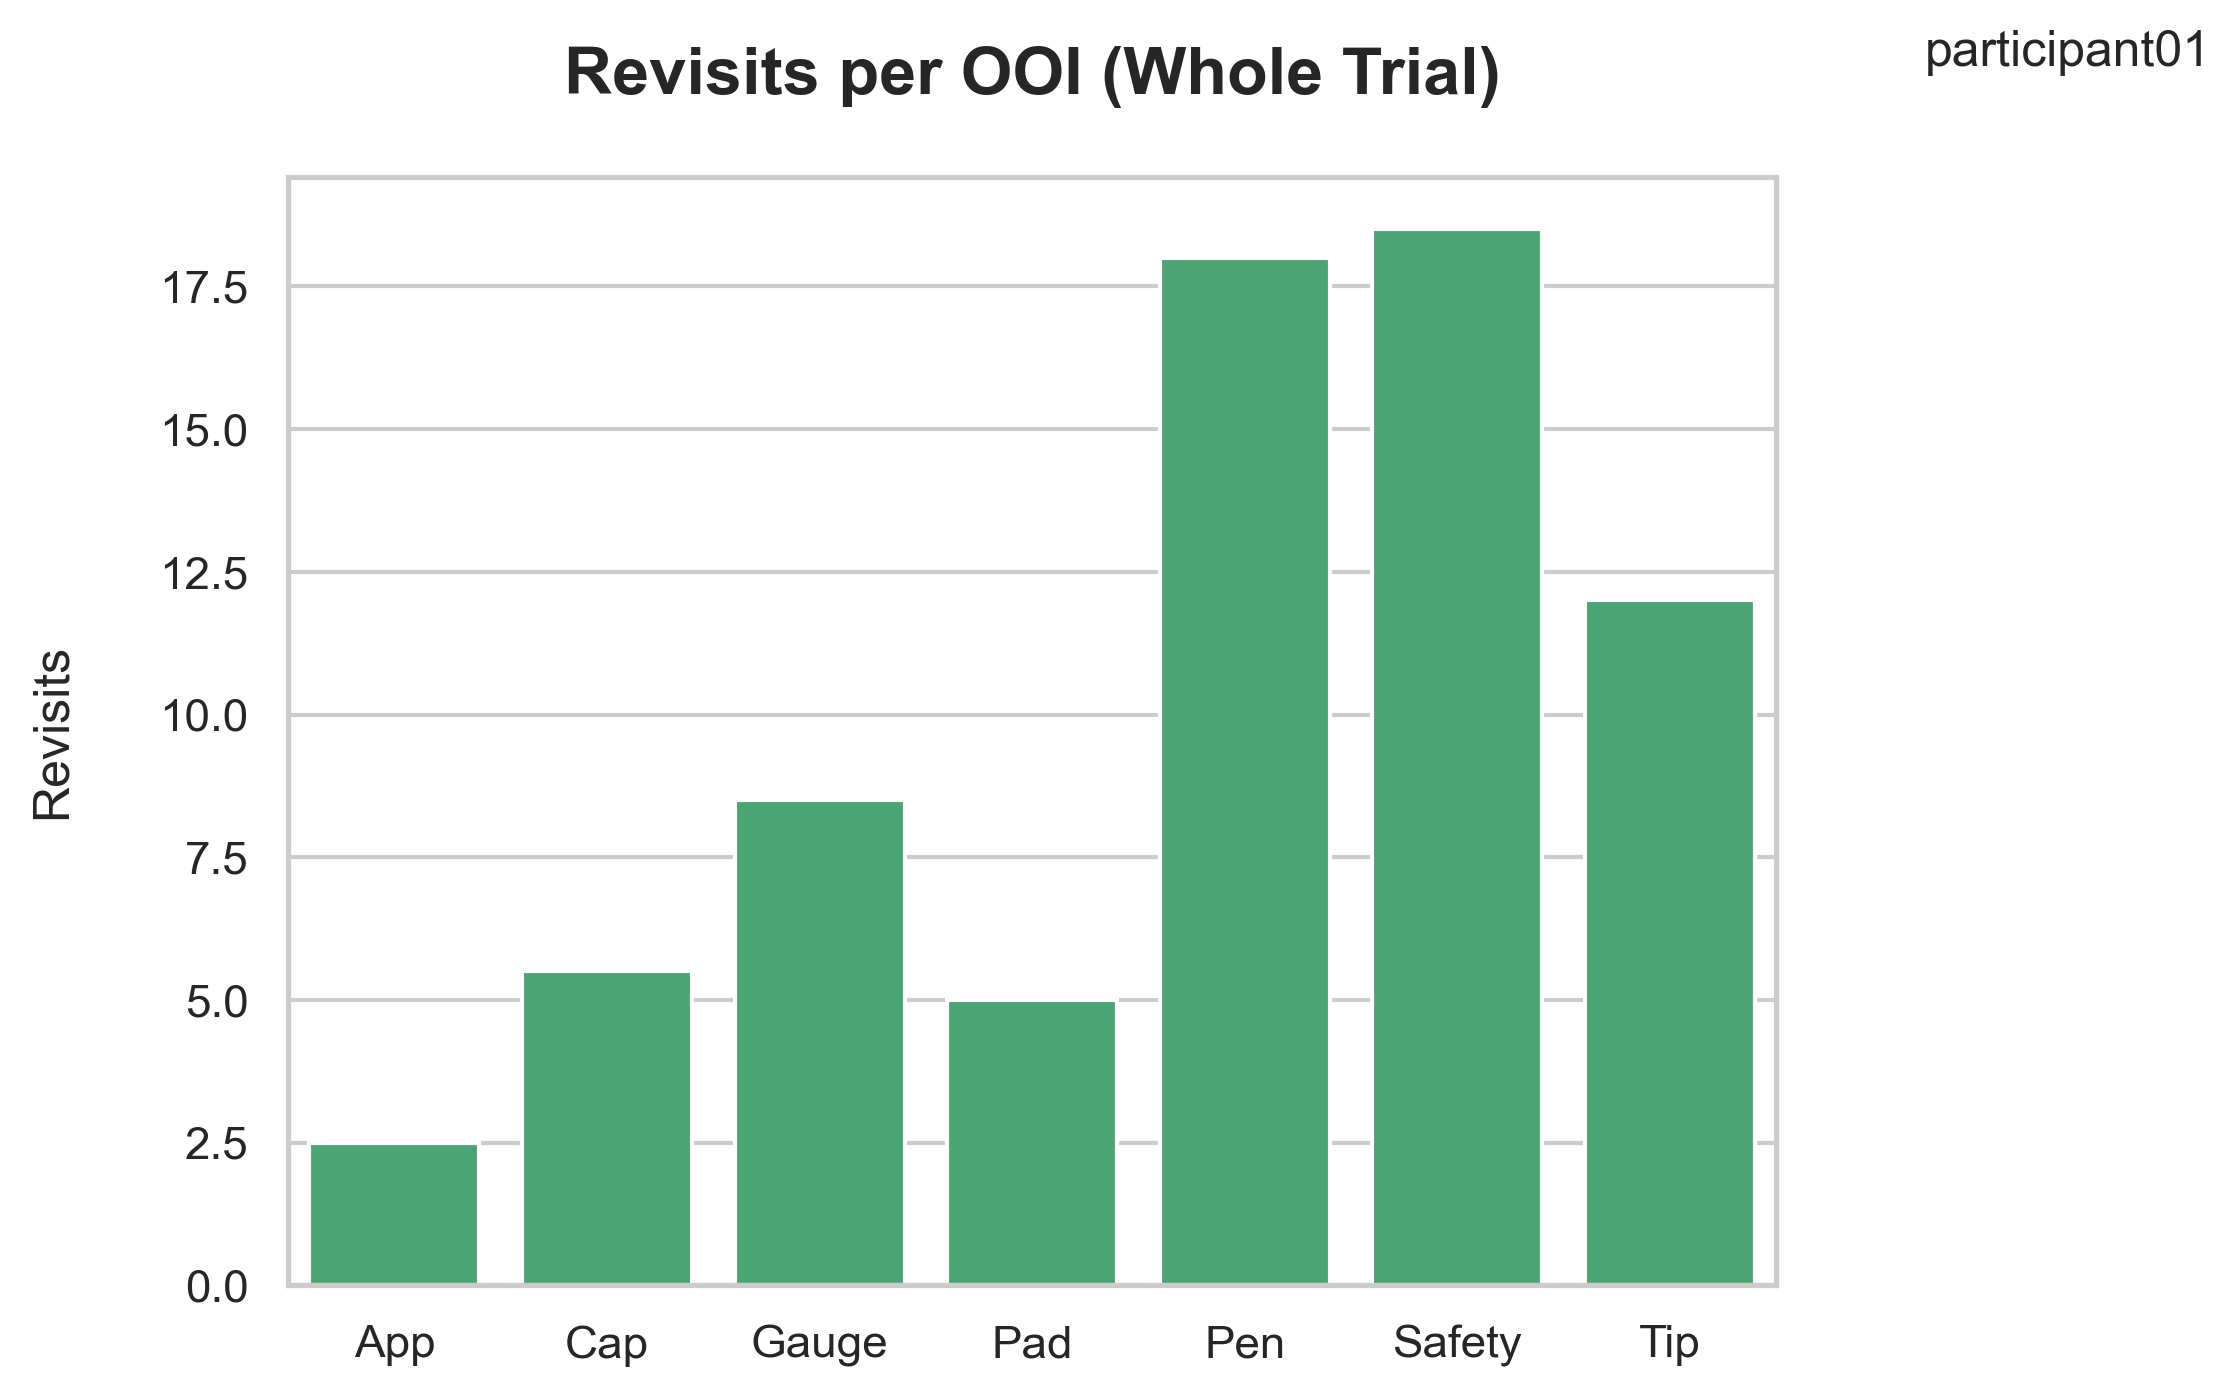 Revisits per OOI (Whole Trial)
participant01
Revisits
17.5
15.0
12.5
10.0
7.5
5.0
2.5
0.0
App Cap Gauge Pad Pen Safety Tip